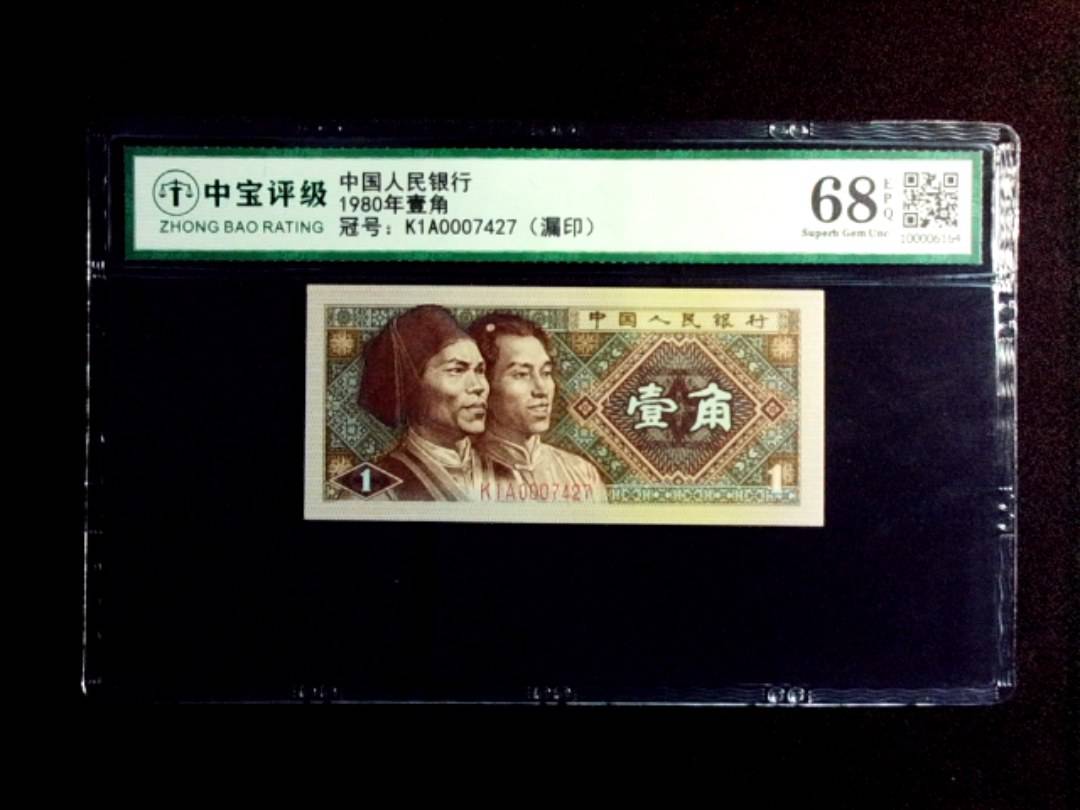 中宝评级
ZHONG BAO RATING
中国人民银行
1980年壹角
冠号：K1A0007427（漏印）
68
EPQ
Superb Gem Unc
100006164
中国人民银行
壹角
1
K1A0007427
1